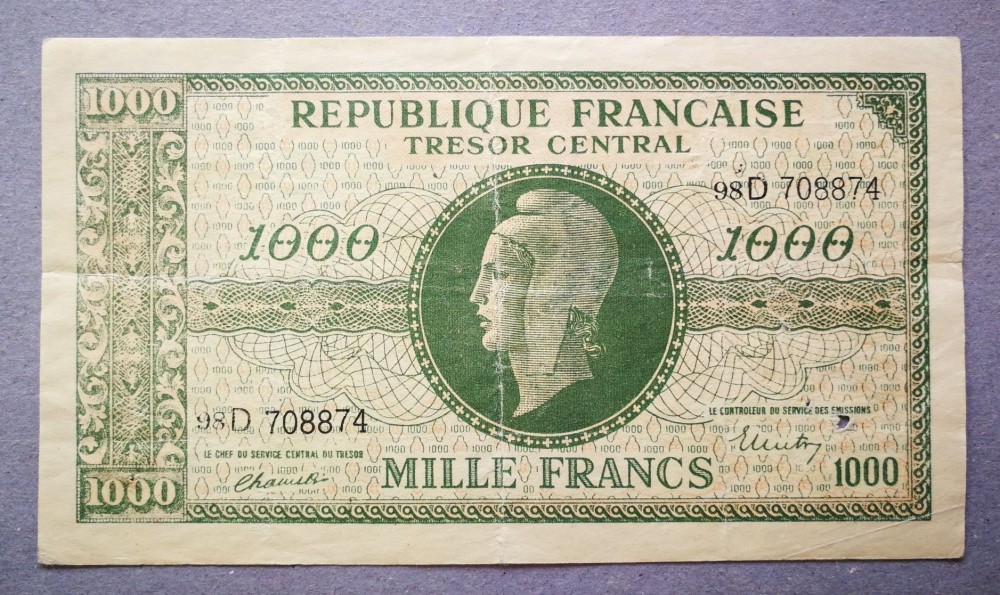 1000
REPUBLIQUE FRANCAISE
TRESOR CENTRAL
98D 708874
1000
1000
98D 708874
LE CHEF DU SERVICE CENTRAL DU TRESOR
LE CONTROLEUR DU SERVICE DES EMISSIONS
1000
MILLE FRANCS
1000